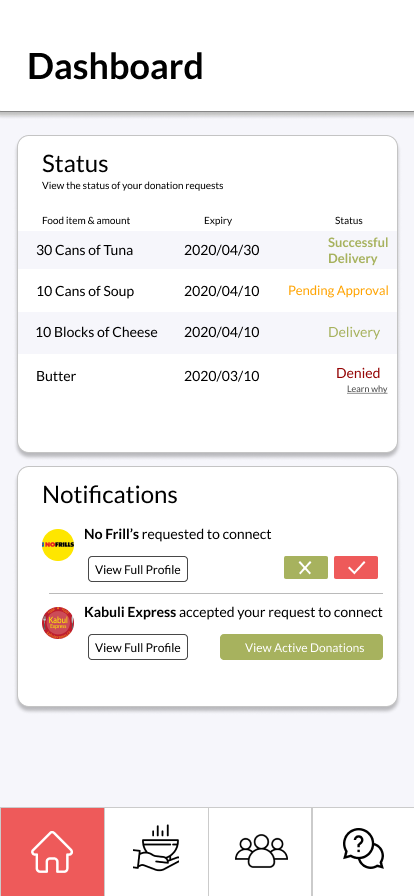 Dashboard
Status
View the status of your donation requests
Food item & amount Expiry Status
30 Cans of Tuna 2020/04/30 Successful Delivery
10 Cans of Soup 2020/04/10 Pending Approval
10 Blocks of Cheese 2020/04/10 Delivery
Butter 2020/03/10 Denied
Learn why
Notifications
NOFRILLS
No Frill's requested to connect
View Full Profile
Kabul
Express
Kabuli Express accepted your request to connect
View Full Profile View Active Donations
?